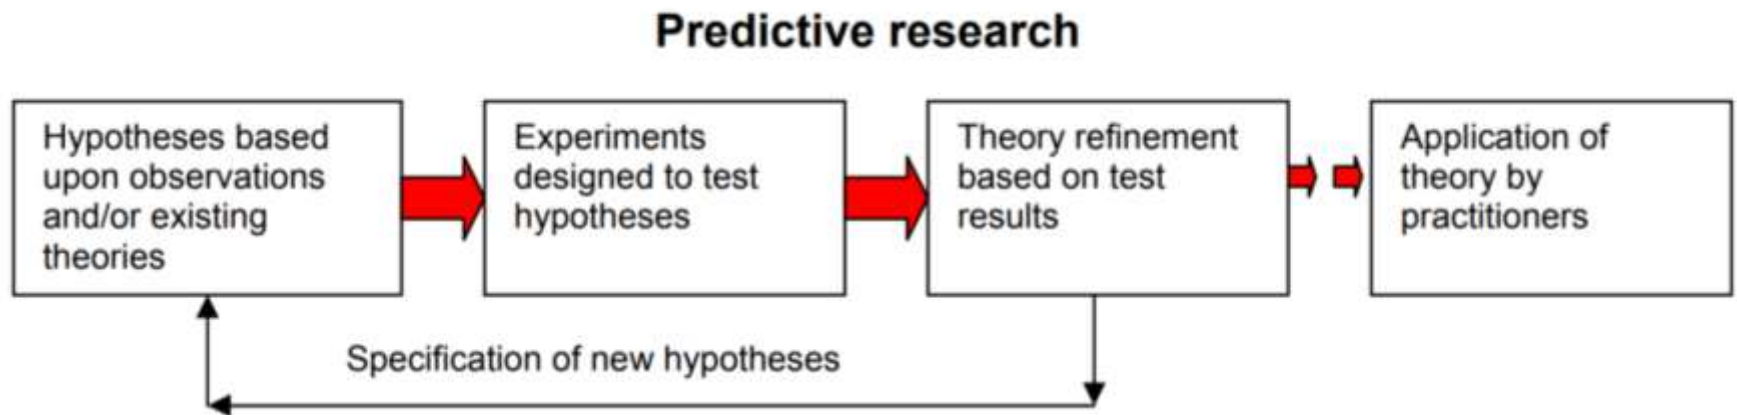 Predictive research
Hypotheses based
upon observations
and/or existing
theories
Experiments
designed to test
hypotheses
Theory refinement
based on test
results
Application of
theory by
practitioners
Specification of new hypotheses